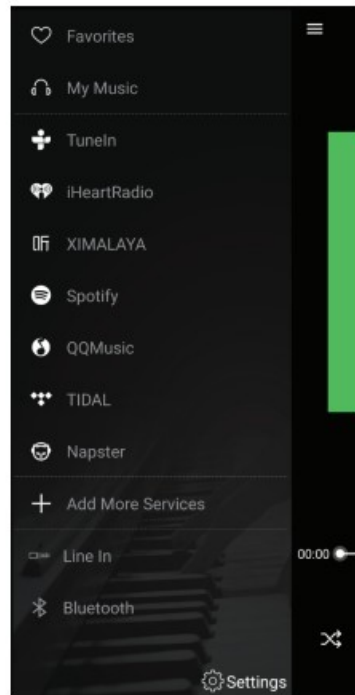 Favorites
My Music
TuneIn
iHeartRadio
XIMALAYA
Spotify
QQMusic
TIDAL
Napster
Add More Services
Line In
Bluetooth
00:00
Settings